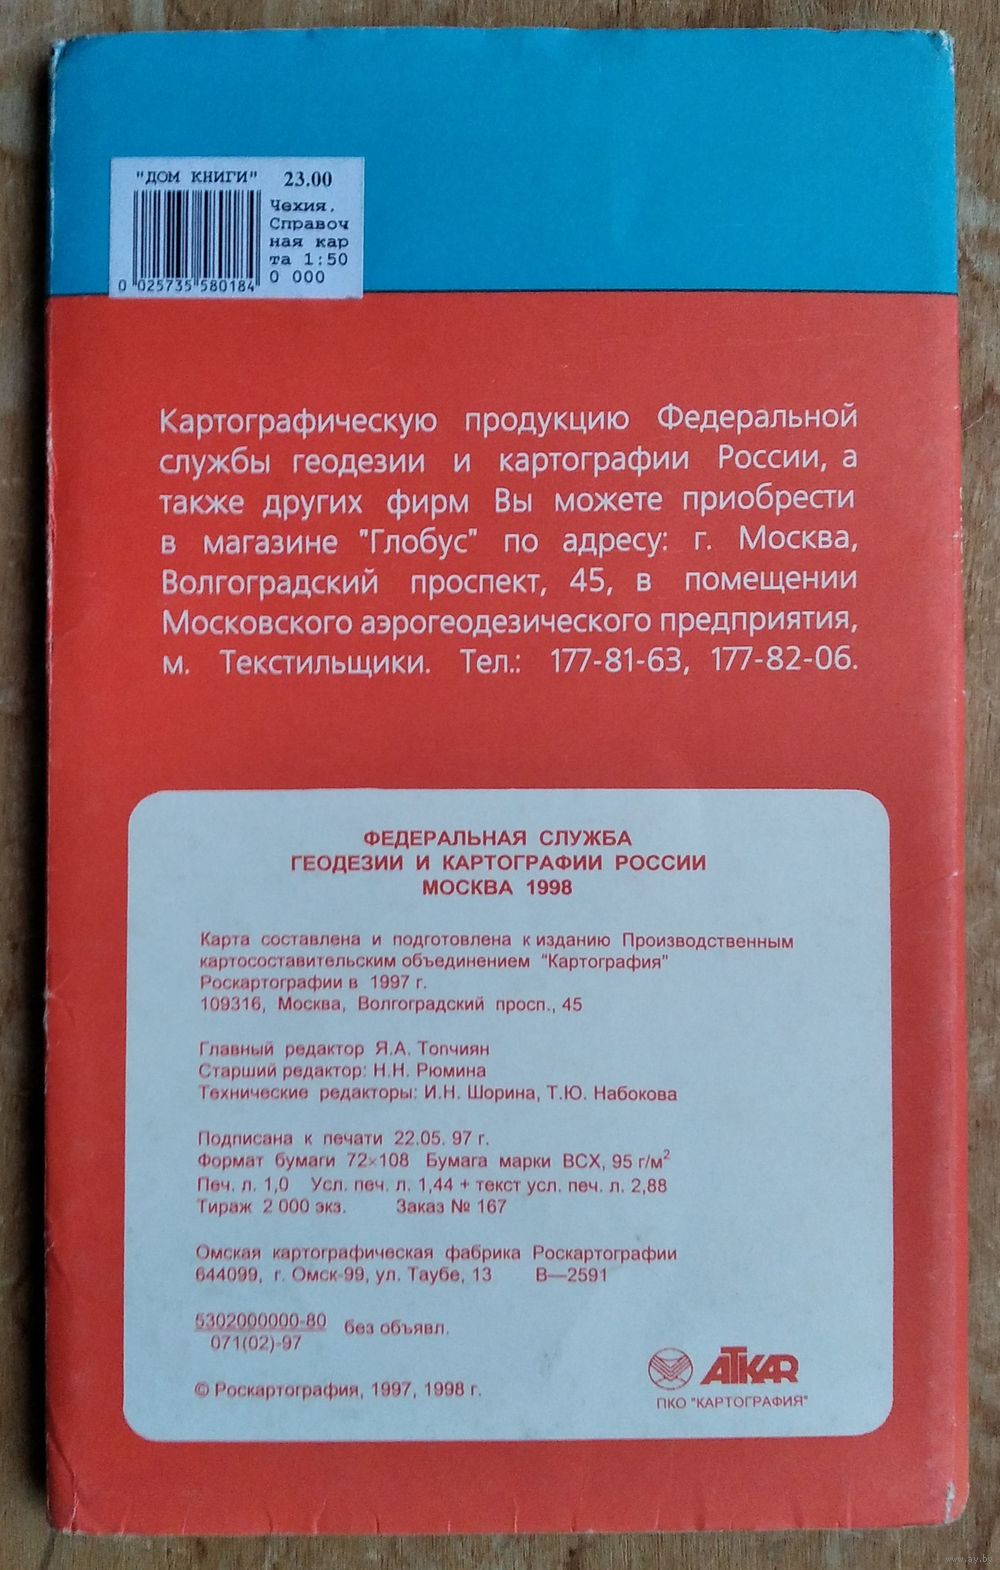 "ДОМ КНИГИ" 23.00
Чехия.
Справоч
ная кар
та 1:50
0 000
0 025735 580184
Картографическую продукцию Федеральной
службы геодезии и картографии России, а
также других фирм Вы можете приобрести
в магазине "Глобус" по адресу: г. Москва,
Волгоградский проспект, 45, в помещении
Московского аэрогеодезического предприятия,
м. Текстильщики. Тел.: 177-81-63, 177-82-06.
ФЕДЕРАЛЬНАЯ СЛУЖБА
ГЕОДЕЗИИ И КАРТОГРАФИИ РОССИИ
МОСКВА 1998
Карта составлена и подготовлена к изданию Производственным
картосоставительским объединением "Картография"
Роскартографии в 1997 г.
109316, Москва, Волгоградский просп., 45
Главный редактор Я.А. Топчиян
Старший редактор: Н.Н. Рюмина
Технические редакторы: И.Н. Шорина, Т.Ю. Набокова
Подписана к печати 22.05. 97 г.
Формат бумаги 72×108 Бумага марки ВСХ, 95 г/м²
Печ. л. 1,0 Усл. печ. л. 1,44 + текст усл. печ. л. 2,88
Тираж 2 000 экз. Заказ № 167
Омская картографическая фабрика Роскартографии
644099, г. Омск-99, ул. Таубе, 13 В—2591
5302000000-80 без объявл.
071(02)-97
© Роскартография, 1997, 1998 г.
АТКАR
ПКО "КАРТОГРАФИЯ"
www.ay.by